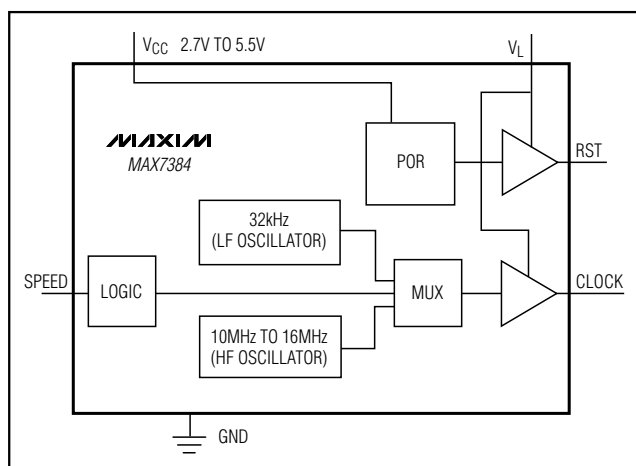 VCC 2.7V TO 5.5V
VL
MAXIM
MAX7384
POR
RST
32kHz
(LF OSCILLATOR)
SPEED
LOGIC
MUX
CLOCK
10MHz TO 16MHz
(HF OSCILLATOR)
GND